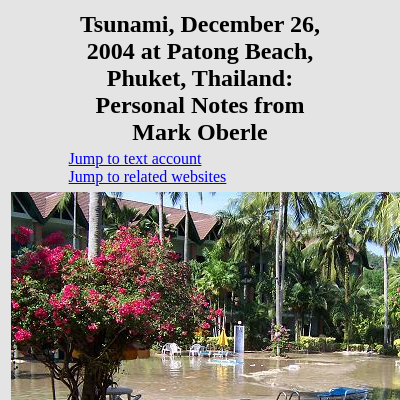 Tsunami, December 26,
2004 at Patong Beach,
Phuket, Thailand:
Personal Notes from
Mark Oberle
Jump to text account
Jump to related websites